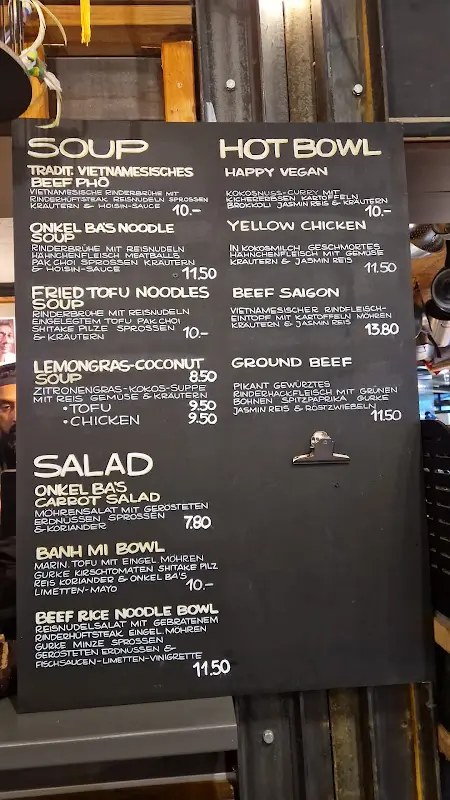 SOUP
TRADIT. VIETNAMESISCHES
BEEF PHÔ
VIETNAMESISCHE RINDERBRÜHE MIT
RINDERHÜFTSTEAK REISNUDELN SPROSSEN
KRÄUTERN & HOISIN-SAUCE 10.–
ONKEL BA'S NOODLE
SOUP
RINDERBRÜHE MIT REISNUDELN
HÄHNCHENFLEISCH MEATBALLS
PAK CHOI SPROSSEN KRÄUTERN
& HOISIN-SAUCE 11.50
FRIED TOFU NOODLES
SOUP
RINDERBRÜHE MIT REISNUDELN
EINGELEGTEM TOFU PAK CHOI
SHITAKE PILZE SPROSSEN
& KRÄUTERN 10.–
LEMONGRAS-COCONUT
SOUP 8.50
ZITRONENGRAS-KOKOS-SUPPE
MIT REIS GEMÜSE & KRÄUTERN
• TOFU 9.50
• CHICKEN 9.50
SALAD
ONKEL BA'S
CARROT SALAD
MÖHRENSALAT MIT GERÖSTETEN
ERDNÜSSEN SPROSSEN
& KORIANDER 7.80
BANH MI BOWL
MARIN. TOFU MIT EINGEL. MÖHREN
GURKE KIRSCHTOMATEN SHITAKE PILZ
REIS KORIANDER & ONKEL BA'S
LIMETTEN-MAYO 10.–
BEEF RICE NOODLE BOWL
REISNUDELSALAT MIT GEBRATENEM
RINDERHÜFTSTEAK EINGEL. MÖHREN
GURKE MINZE SPROSSEN
GERÖSTETEN ERDNÜSSEN &
FISCHSAUCEN-LIMETTEN-VINIGRETTE
11.50
HOT BOWL
HAPPY VEGAN
KOKOSNUSS-CURRY MIT
KICHERERBSEN KARTOFFELN
BROKKOLI JASMIN REIS & KRÄUTERN
10.–
YELLOW CHICKEN
IN KOKOSMILCH GESCHMORTES
HÄHNCHENFLEISCH MIT GEMÜSE
KRÄUTERN & JASMIN REIS
11.50
BEEF SAIGON
VIETNAMESISCHER RINDFLEISCH-
EINTOPF MIT KARTOFFELN MÖHREN
KRÄUTERN & JASMIN REIS
13.80
GROUND BEEF
PIKANT GEWÜRZTES
RINDERHACKFLEISCH MIT GRÜNEN
BOHNEN SPITZPAPRIKA GURKE
JASMIN REIS & RÖSTZWIEBELN
11.50